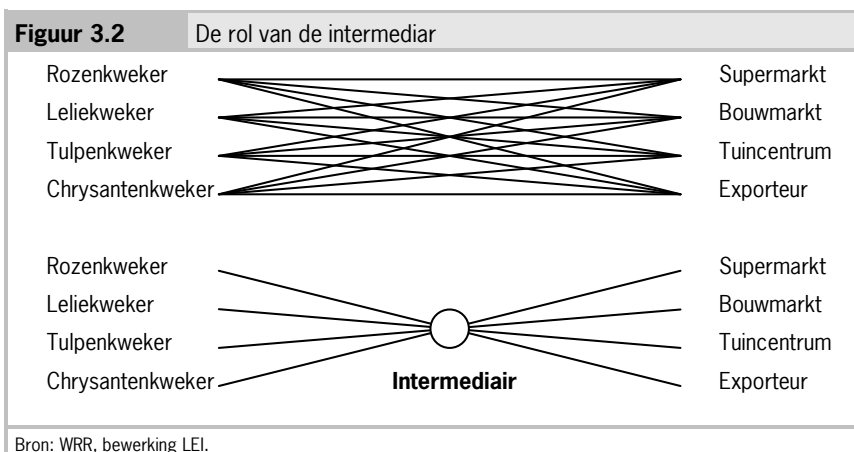 Figuur 3.2 De rol van de intermediar
Rozenkweker Supermarkt
Leliekweker Bouwmarkt
Tulpenkweker Tuincentrum
Chrysantenkweker Exporteur
Rozenkweker Supermarkt
Leliekweker Bouwmarkt
Tulpenkweker Tuincentrum
Chrysantenkweker Intermediair Exporteur
Bron: WRR, bewerking LEI.